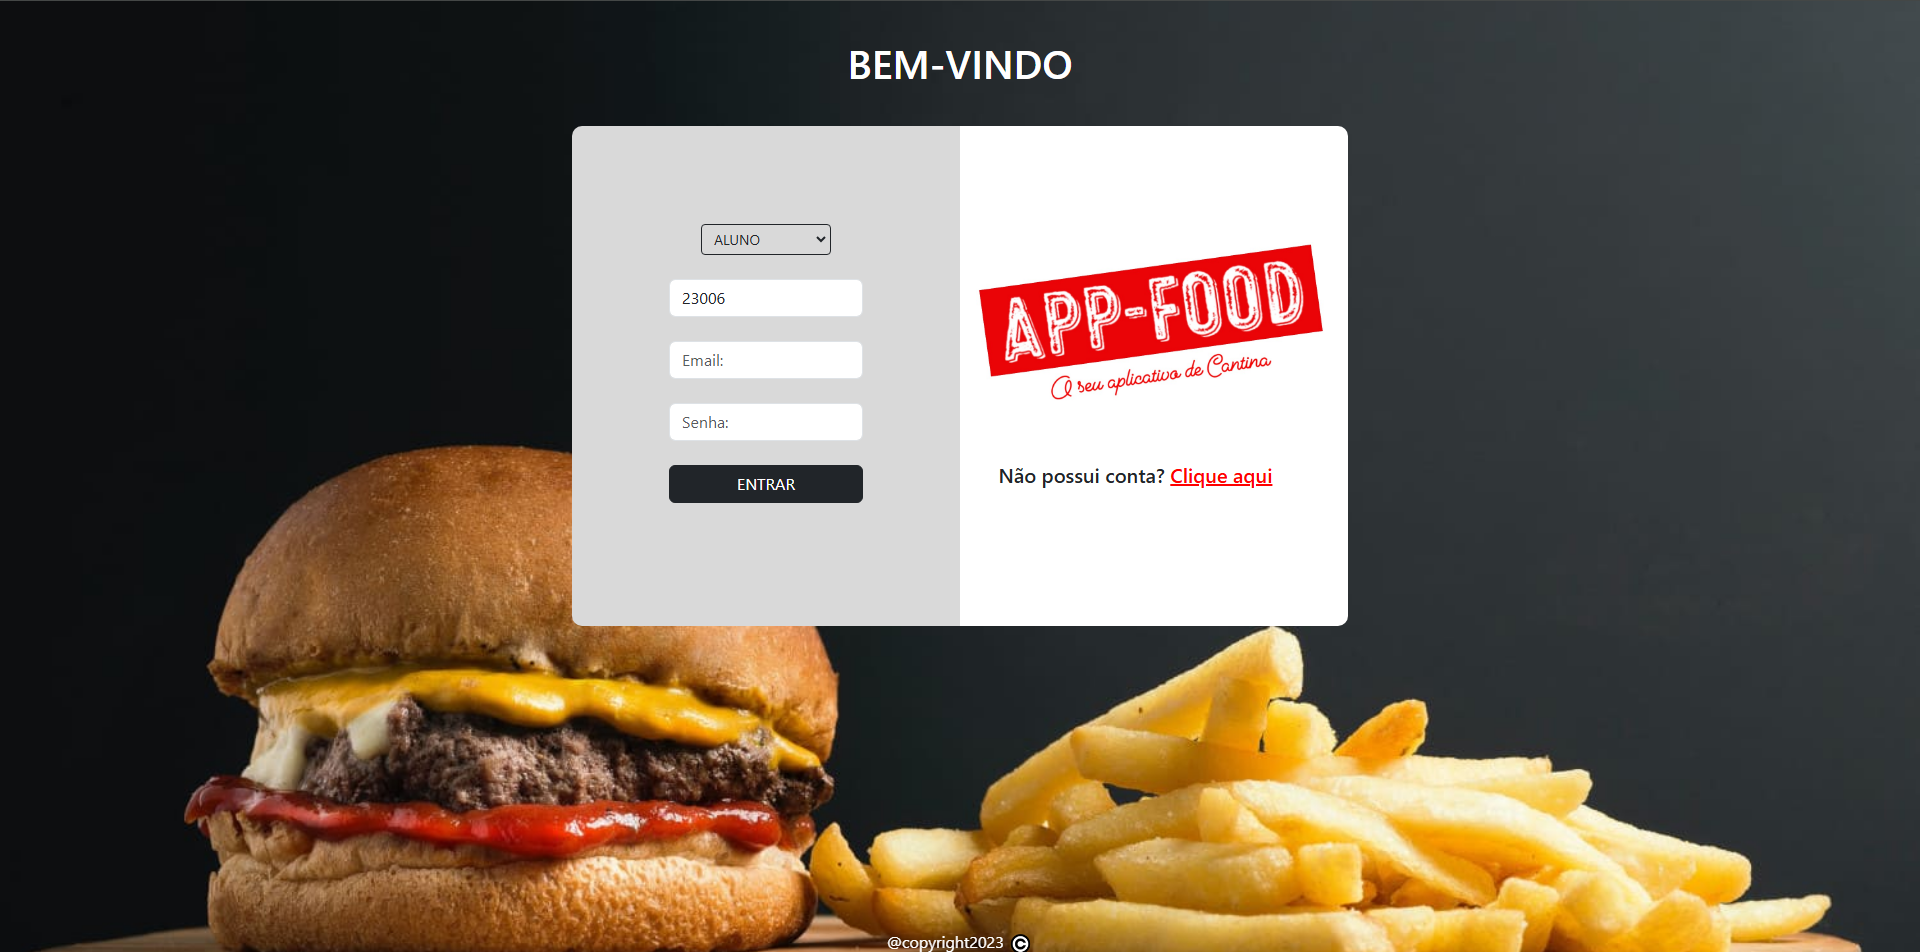 BEM-VINDO
ALUNO
23006
Email:
Senha:
ENTRAR
APP-FOOD
A seu aplicativo de Cantina
Não possui conta? Clique aqui
@copyright2023 ©